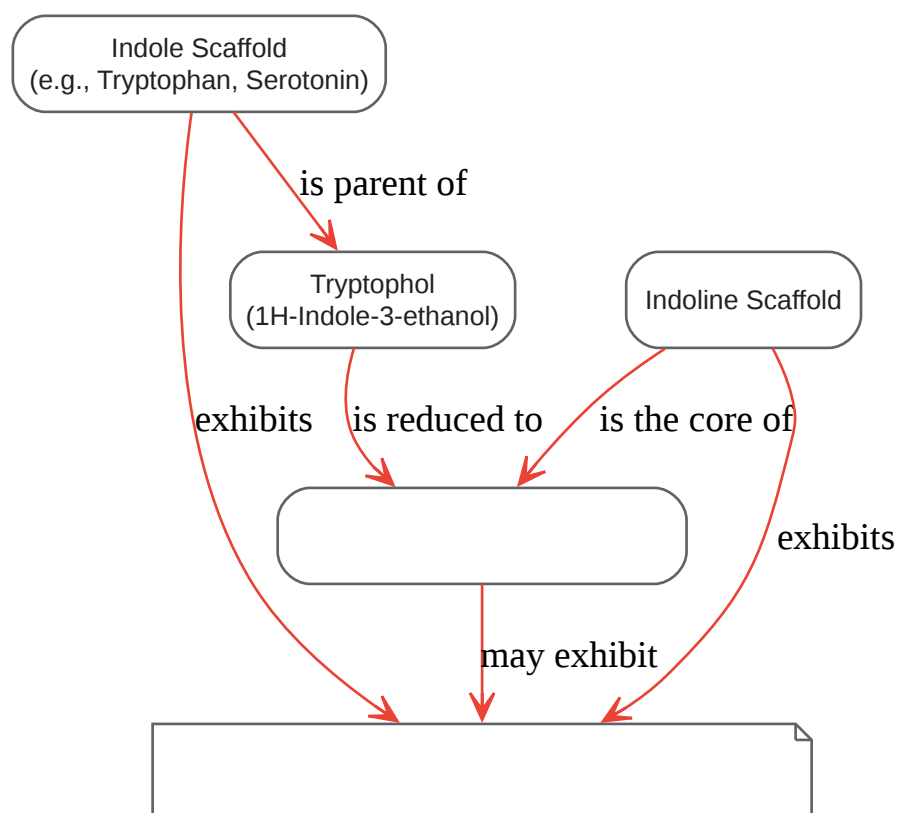 Indole Scaffold
(e.g., Tryptophan, Serotonin)
is parent of
Tryptophol
(1H-Indole-3-ethanol)
Indoline Scaffold
exhibits
is reduced to
is the core of
exhibits
may exhibit